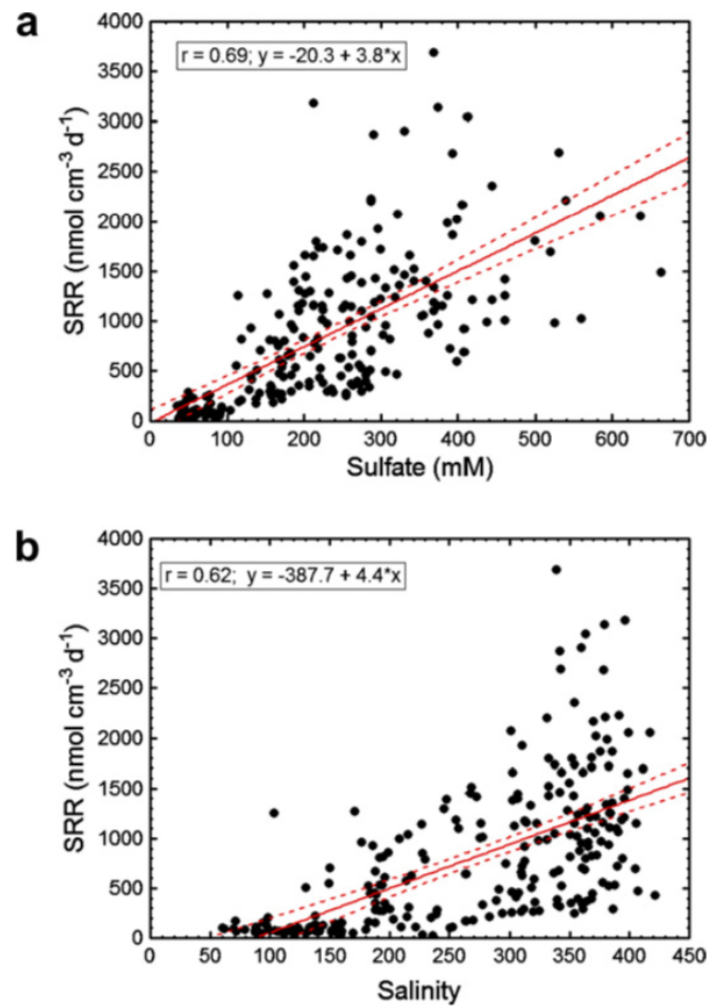 a
r = 0.69; y = -20.3 + 3.8*x
4000
3500
3000
2500
2000
1500
1000
500
0
SRR (nmol cm⁻³ d⁻¹)
0 100 200 300 400 500 600 700
Sulfate (mM)
b
r = 0.62; y = -387.7 + 4.4*x
4000
3500
3000
2500
2000
1500
1000
500
0
SRR (nmol cm⁻³ d⁻¹)
0 50 100 150 200 250 300 350 400 450
Salinity